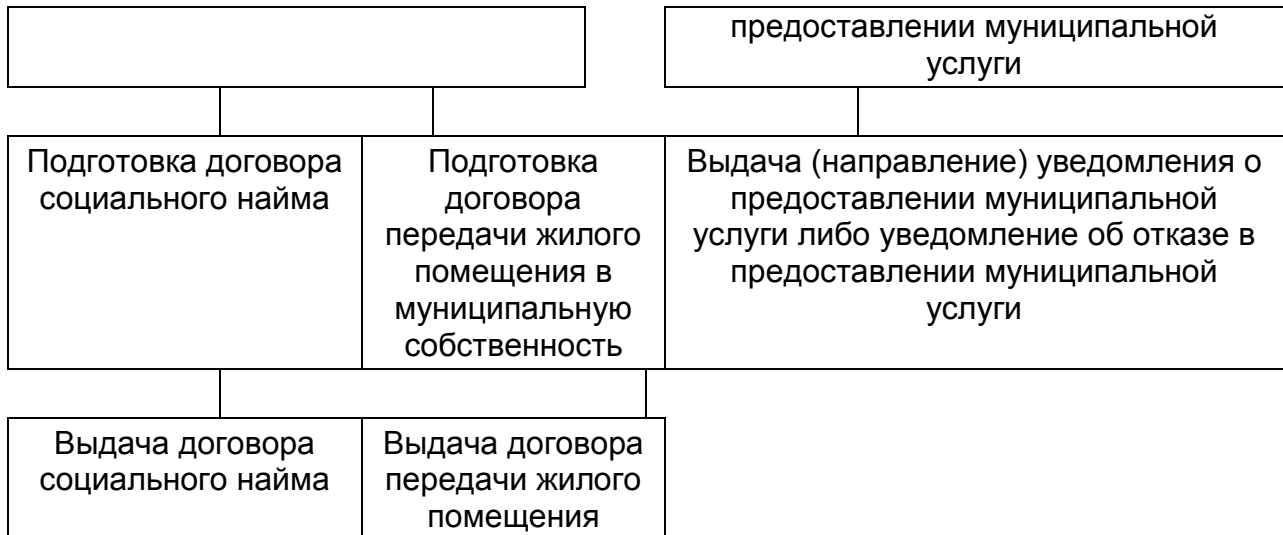 предоставлении муниципальной
услуги
Подготовка договора
социального найма
Подготовка
договора
передачи жилого
помещения в
муниципальную
собственность
Выдача (направление) уведомления о
предоставлении муниципальной
услуги либо уведомление об отказе в
предоставлении муниципальной
услуги
Выдача договора
социального найма
Выдача договора
передачи жилого
помещения